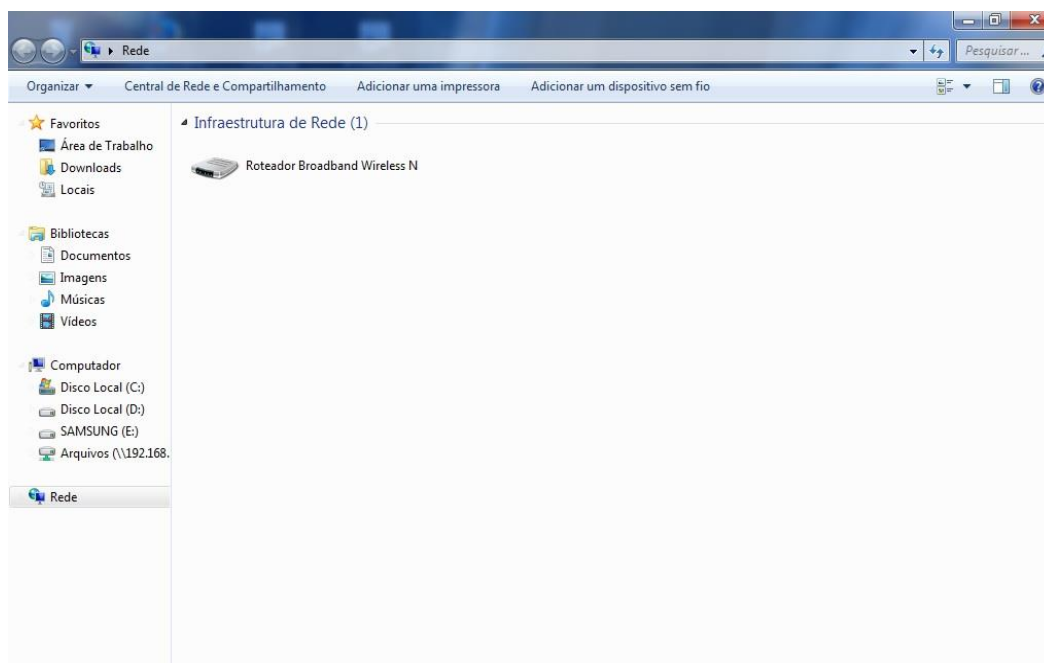 Rede
Pesquisar...
Organizar
Central de Rede e Compartilhamento
Adicionar uma impressora
Adicionar um dispositivo sem fio
Favoritos
Área de Trabalho
Downloads
Locais
Bibliotecas
Documentos
Imagens
Músicas
Vídeos
Computador
Disco Local (C:)
Disco Local (D:)
SAMSUNG (E:)
Arquivos (\\192.168.
Rede
Infraestrutura de Rede (1)
Roteador Broadband Wireless N